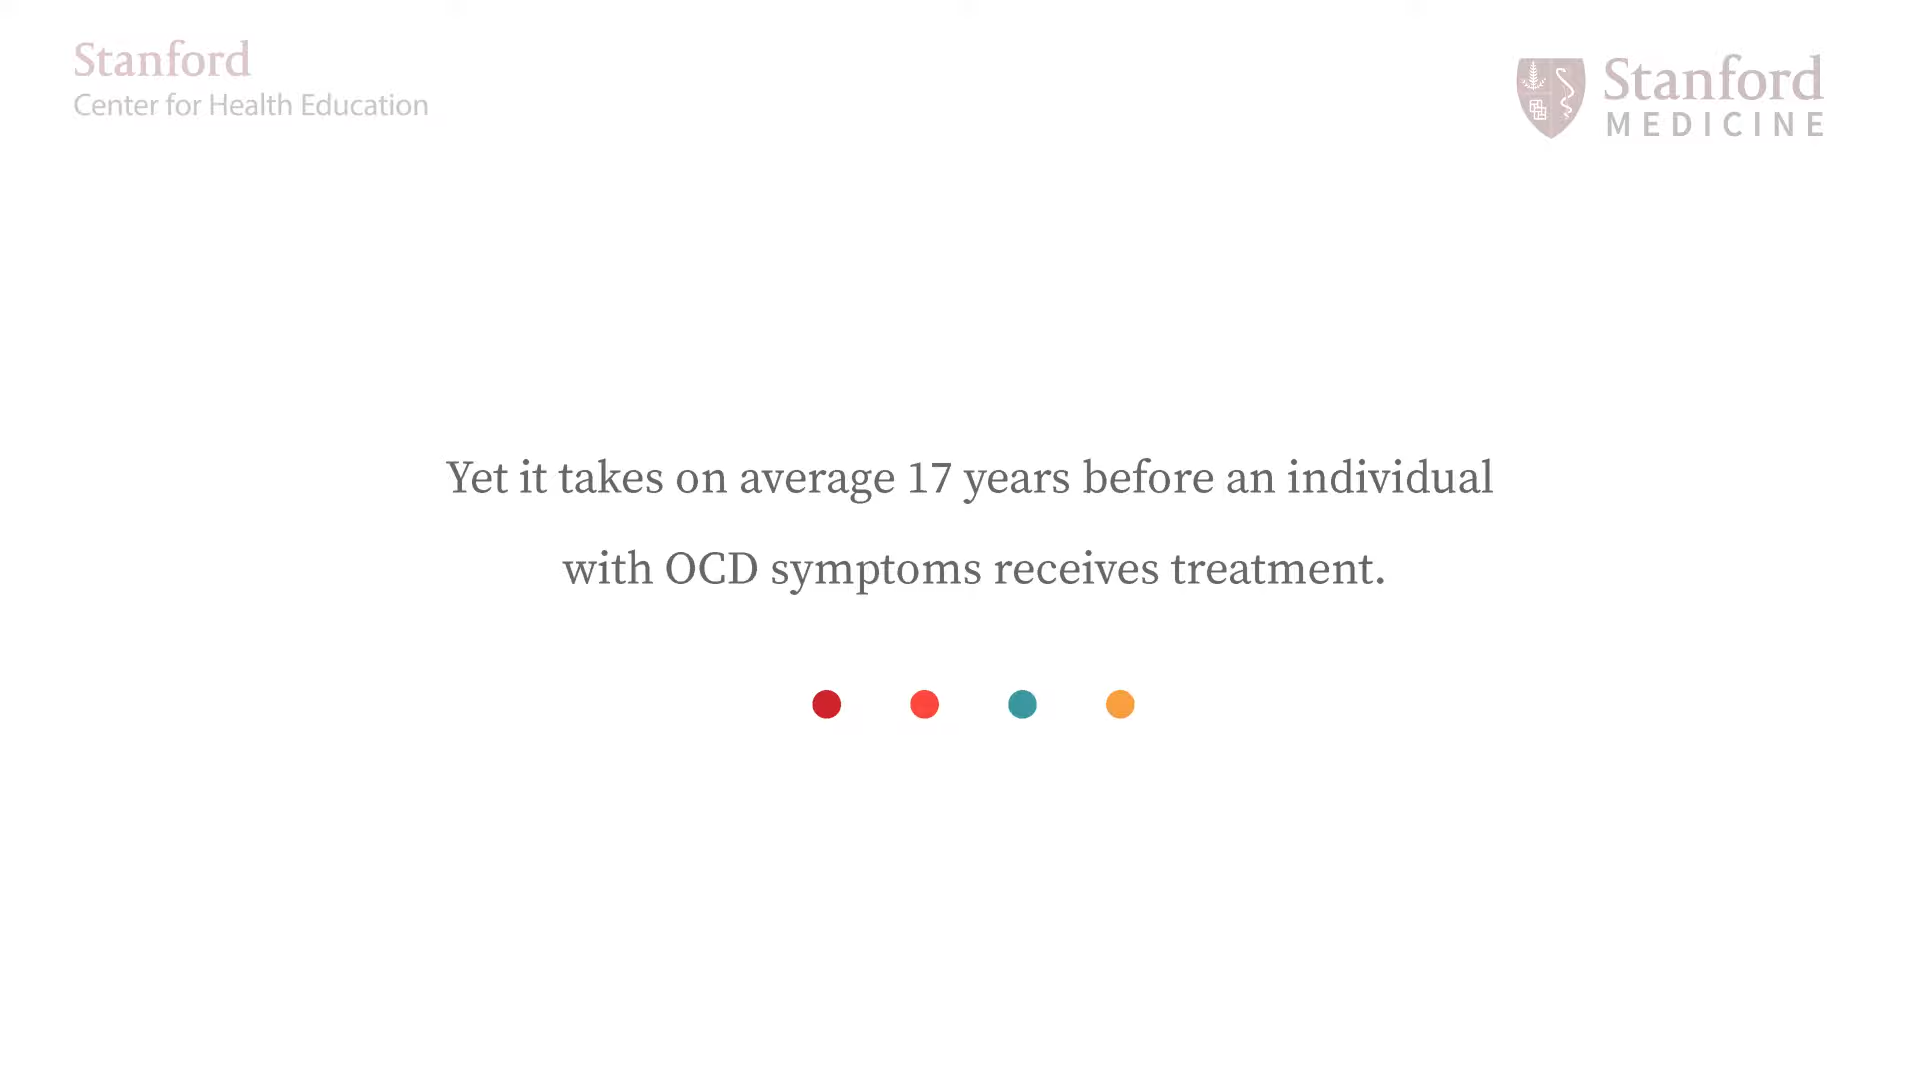 Stanford
Center for Health Education
Stanford
MEDICINE
Yet it takes on average 17 years before an individual
with OCD symptoms receives treatment.